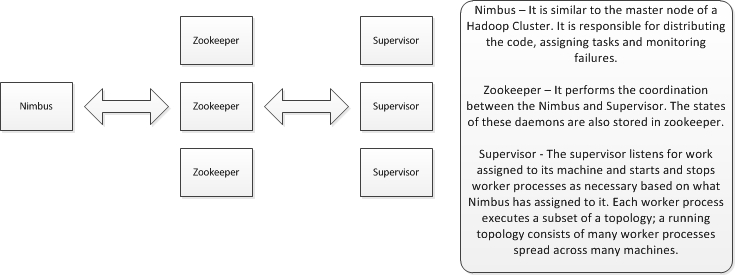 Nimbus
Zookeeper
Zookeeper
Zookeeper
Supervisor
Supervisor
Supervisor
Nimbus – It is similar to the master node of a
Hadoop Cluster. It is responsible for distributing
the code, assigning tasks and monitoring
failures.
Zookeeper – It performs the coordination
between the Nimbus and Supervisor. The states
of these daemons are also stored in zookeeper.
Supervisor - The supervisor listens for work
assigned to its machine and starts and stops
worker processes as necessary based on what
Nimbus has assigned to it. Each worker process
executes a subset of a topology; a running
topology consists of many worker processes
spread across many machines.